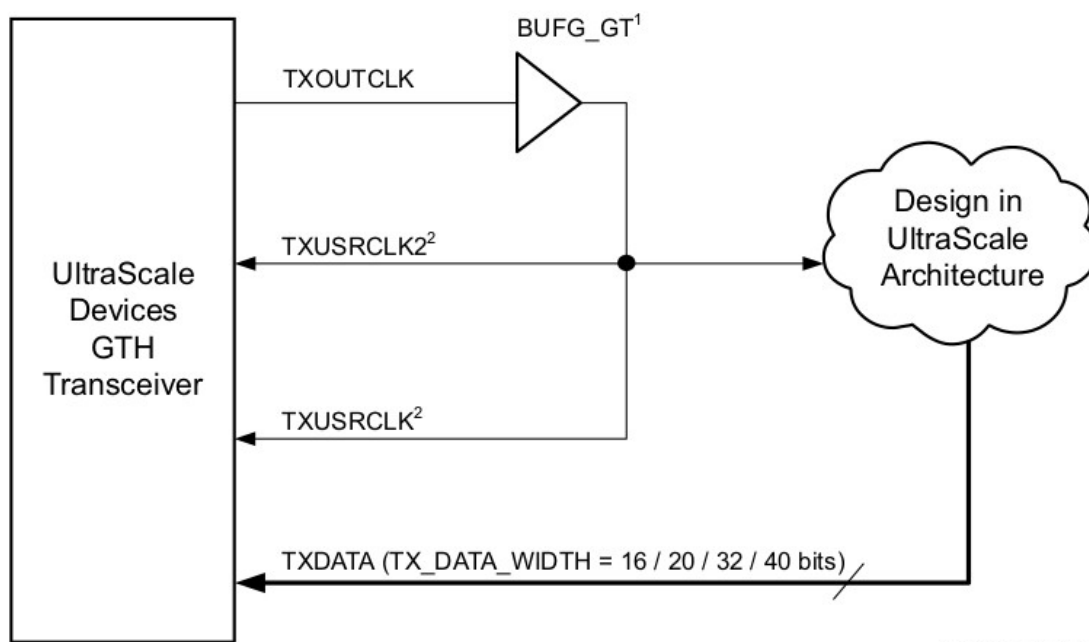 BUFG_GT¹
TXOUTCLK
Design in
UltraScale
Architecture
TXUSRCLK2²
UltraScale
Devices
GTH
Transceiver
TXUSRCLK²
TXDATA (TX_DATA_WIDTH = 16 / 20 / 32 / 40 bits)